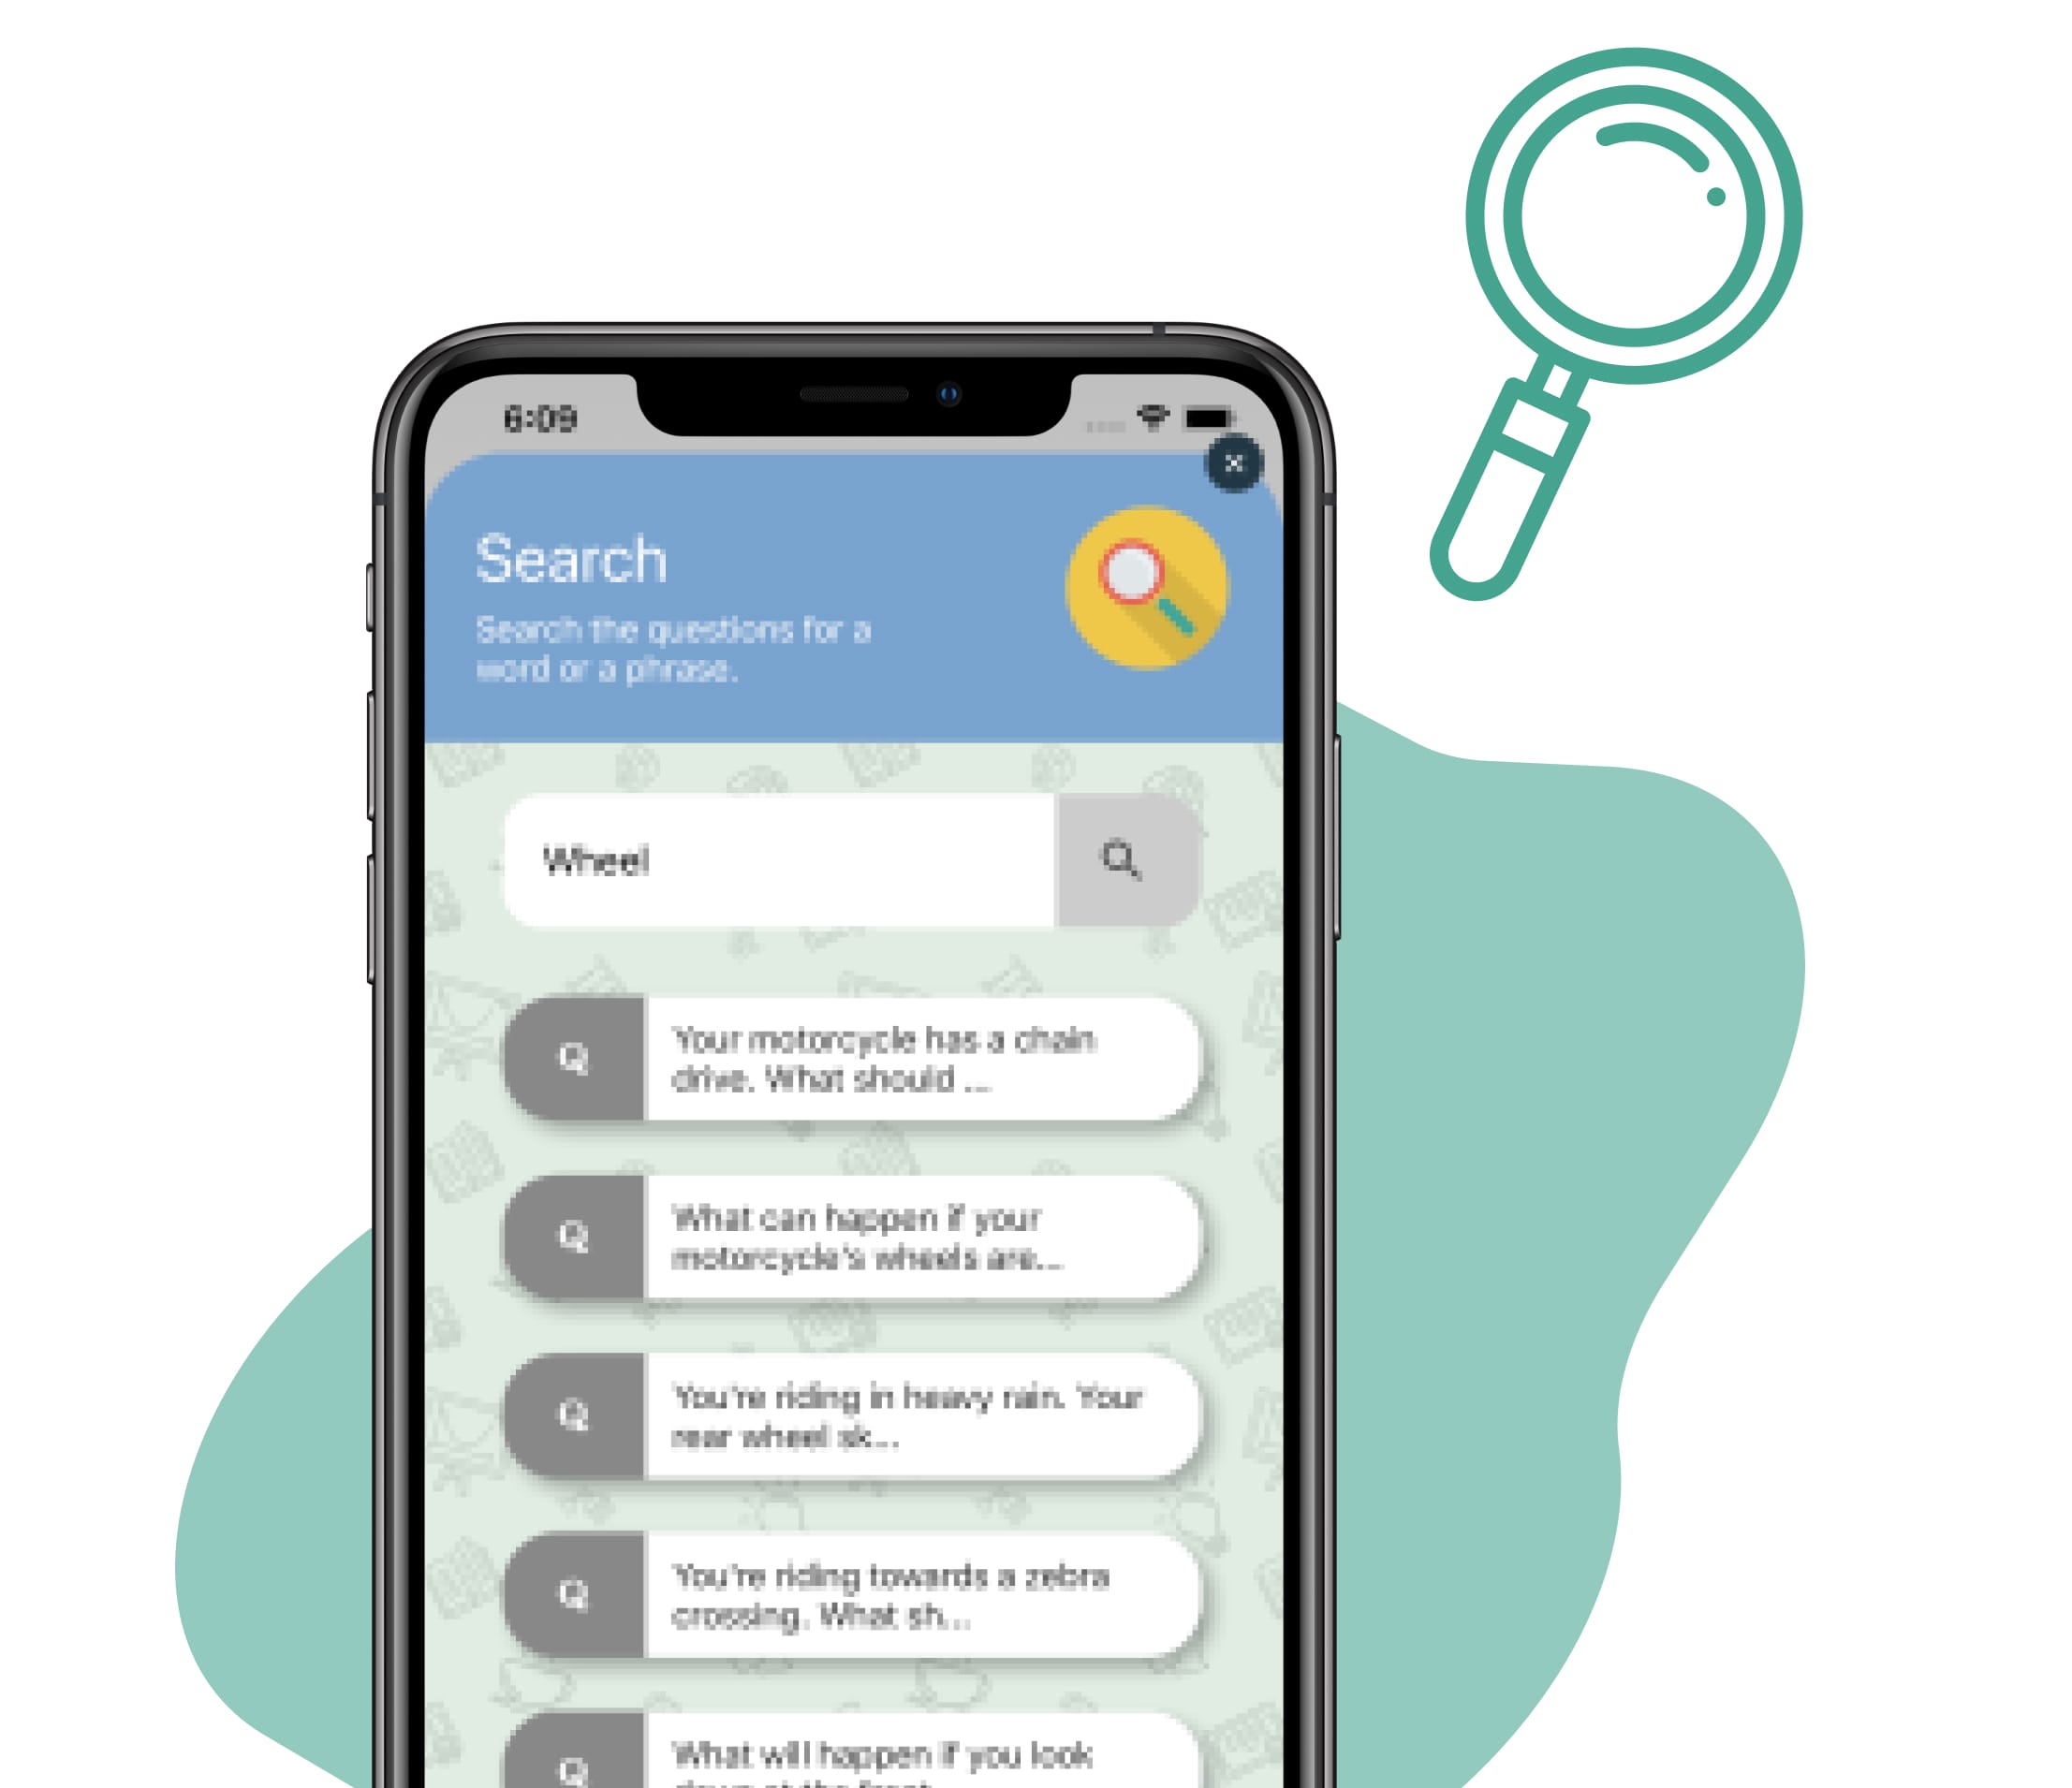 6:09
Search
Search the questions for a
word or a phrase.
Wheel
Your motorcycle has a chain
drive. What should ...
What can happen if your
motorcycle's wheels are...
You're riding in heavy rain. Your
rear wheel sk...
You're riding towards a zebra
crossing. What sh...
What will happen if you look